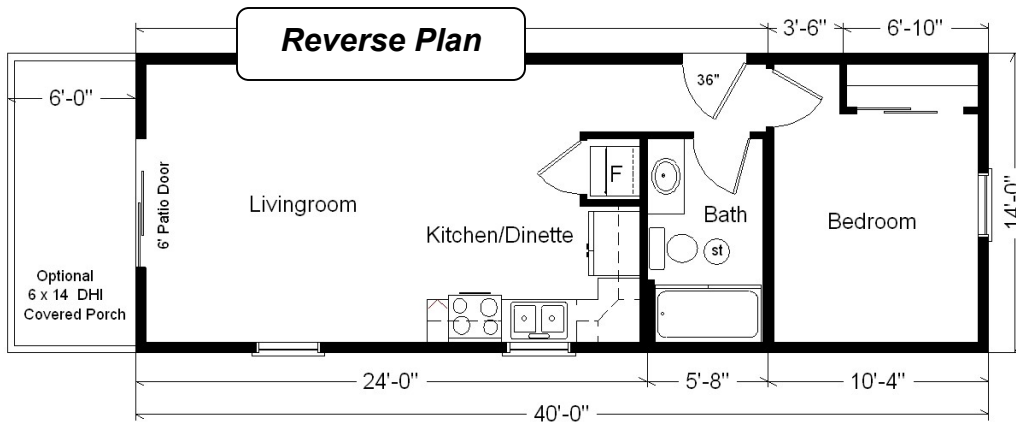 Reverse Plan
3'-6"
6'-10"
6'-0"
36"
6' Patio Door
F
Livingroom
Kitchen/Dinette
Bath
st
Bedroom
14'-0"
Optional
6 x 14 DHI
Covered Porch
24'-0"
5'-8"
10'-4"
40'-0"